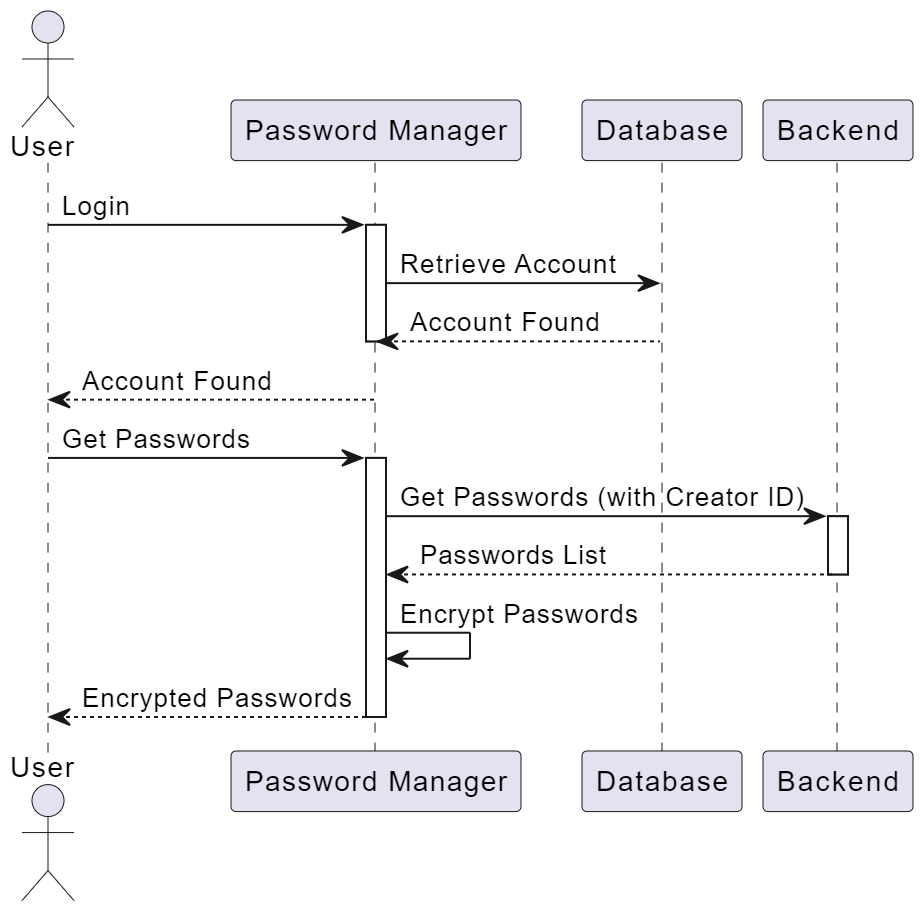 User
Password Manager
Database
Backend
Login
Retrieve Account
Account Found
Account Found
Get Passwords
Get Passwords (with Creator ID)
Passwords List
Encrypt Passwords
Encrypted Passwords
User
Password Manager
Database
Backend